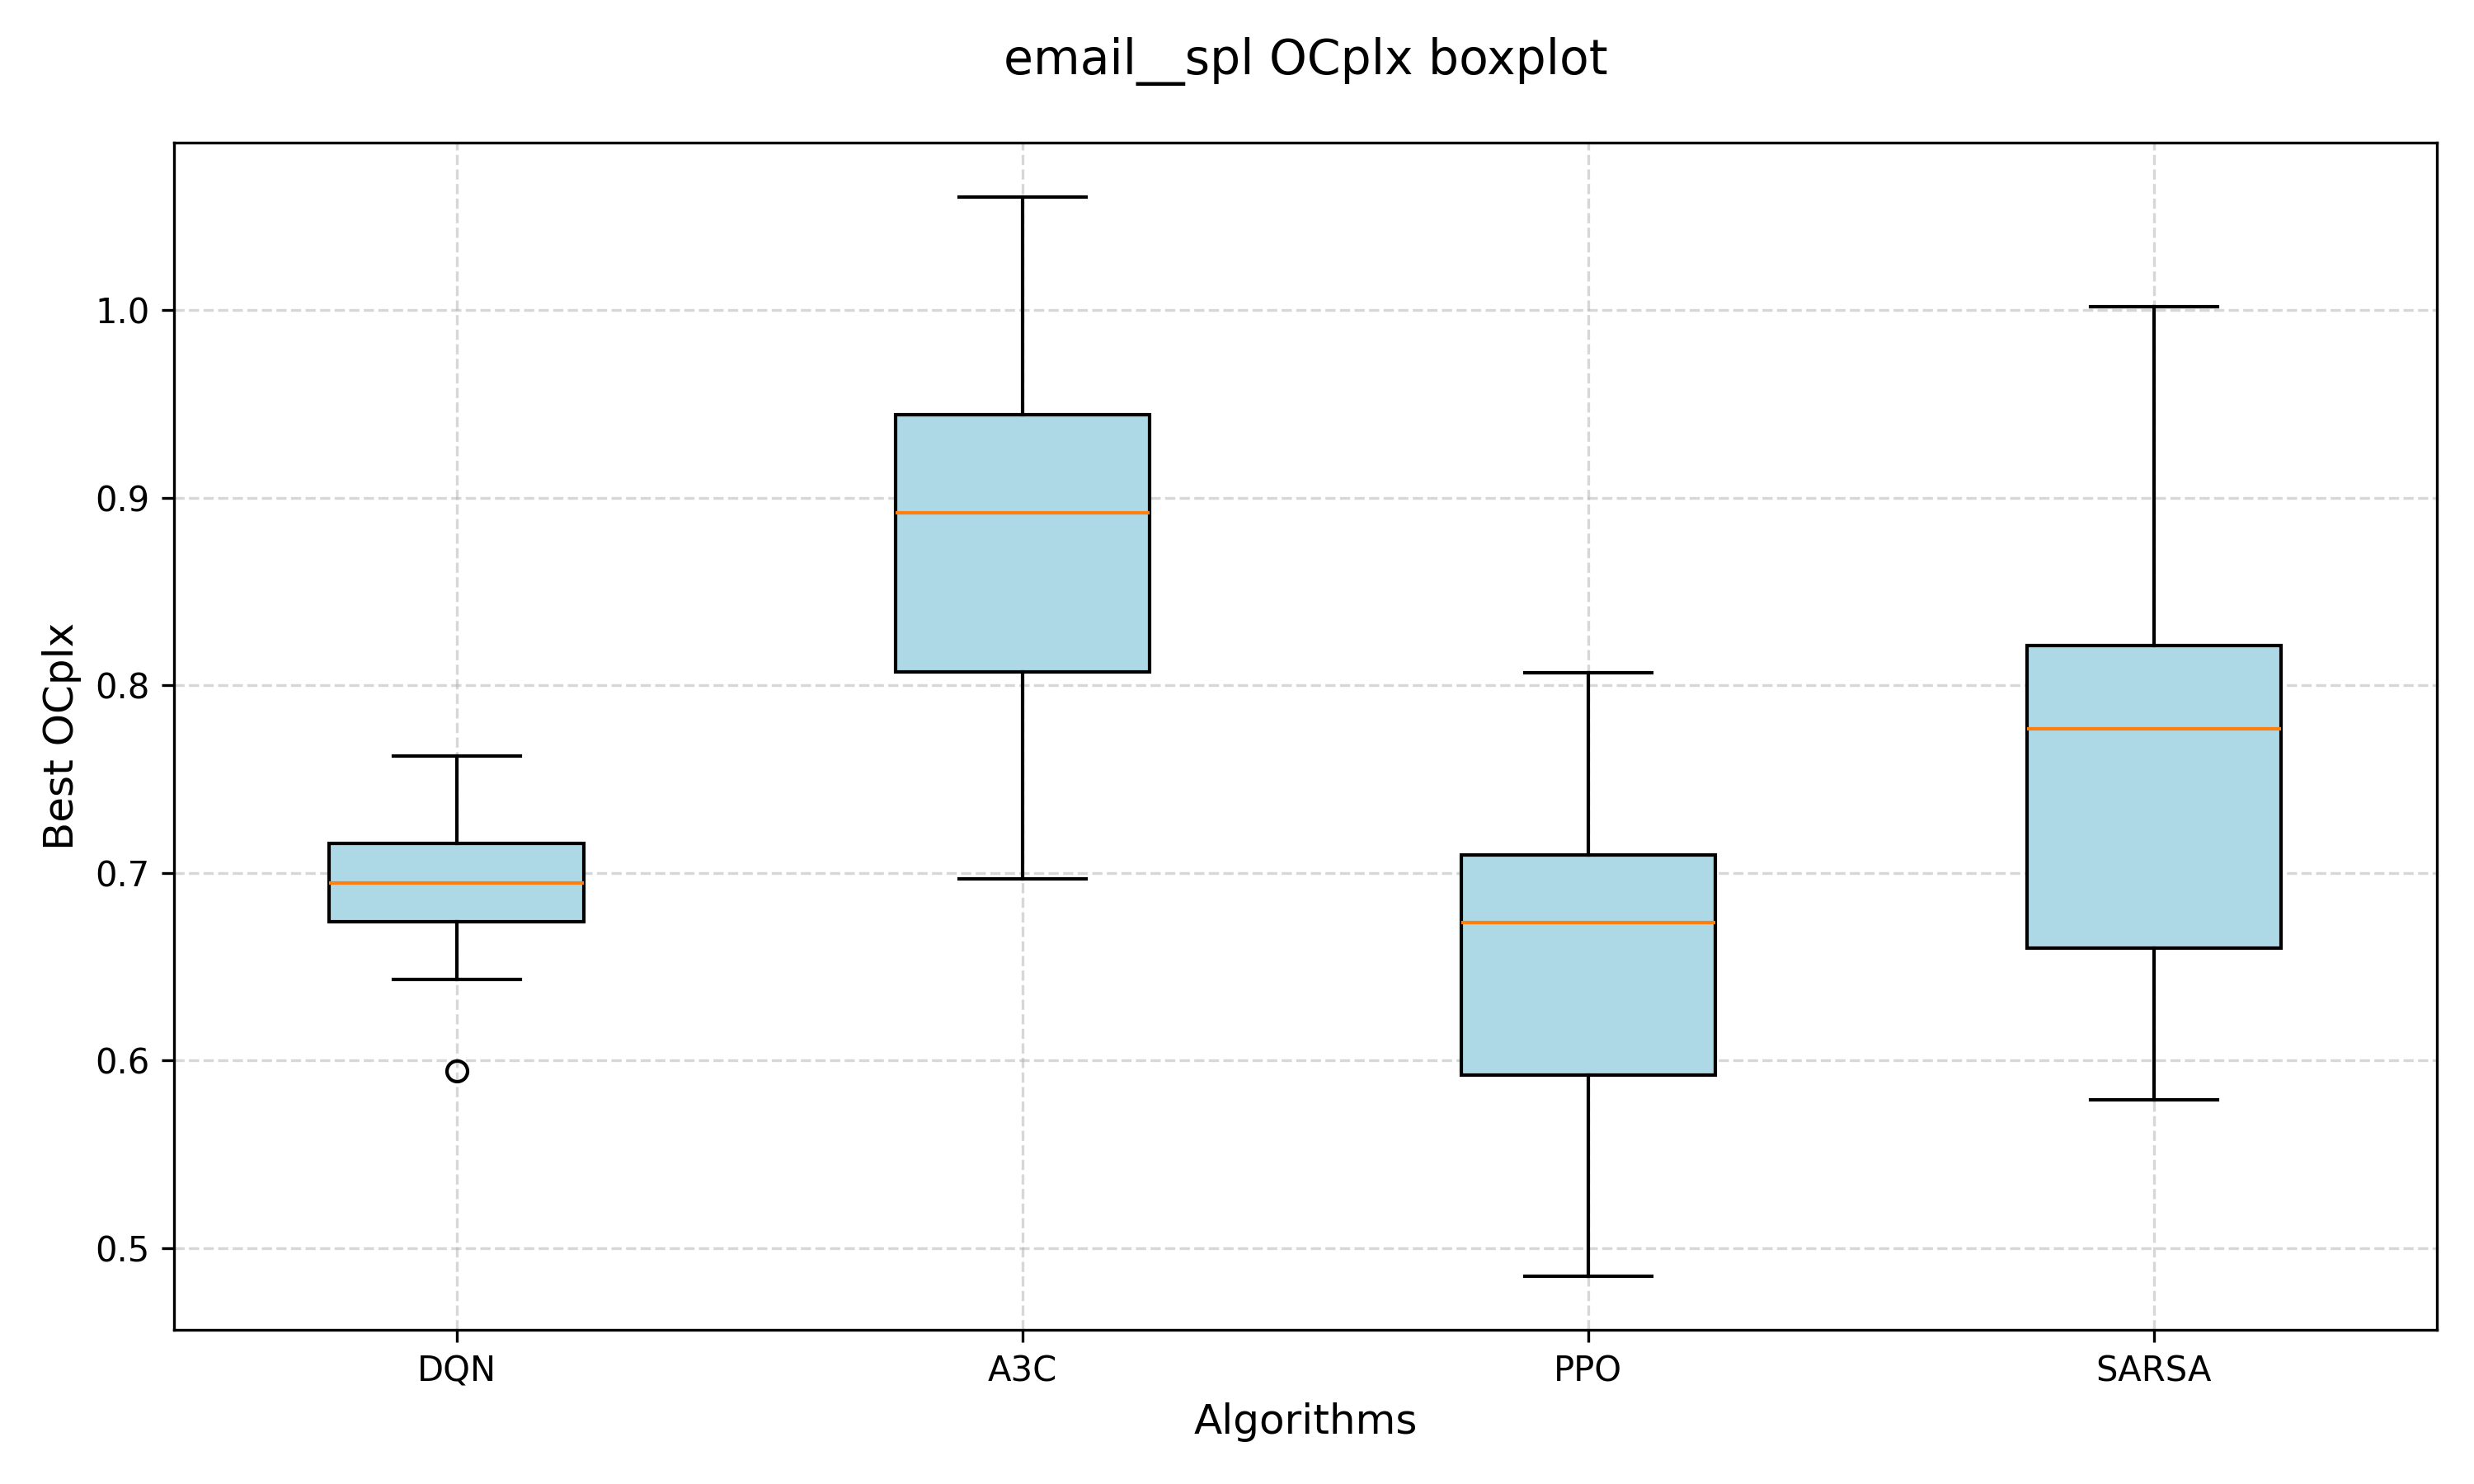 email__spl OCplx boxplot
Best OCplx
1.0
0.9
0.8
0.7
0.6
0.5
DQN
A3C
PPO
SARSA
Algorithms